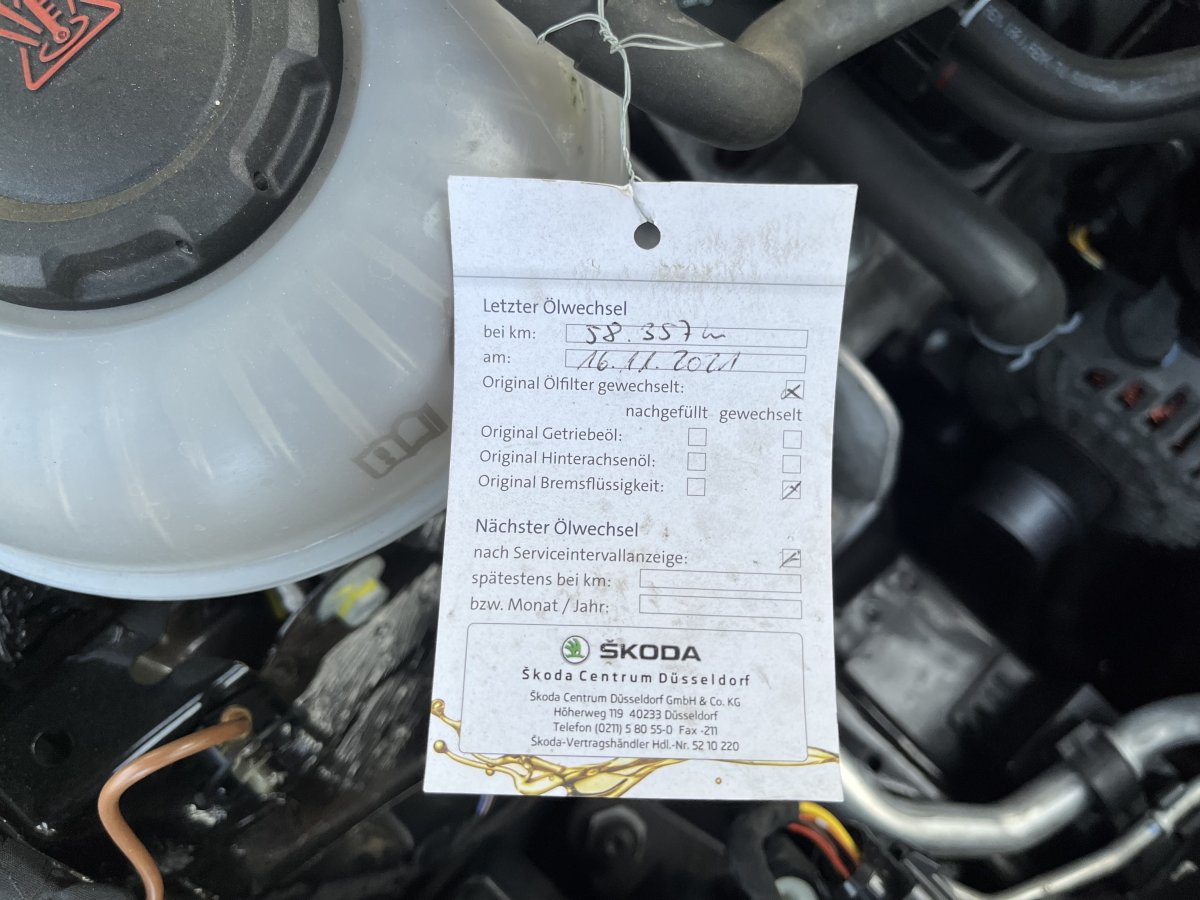 Letzter Ölwechsel
bei km: 58.357 km
am: 16.11.2021
Original Ölfilter gewechselt:
nachgefüllt gewechselt
Original Getriebeöl:
Original Hinterachsenöl:
Original Bremsflüssigkeit:
Nächster Ölwechsel
nach Serviceintervallanzeige:
spätestens bei km:
bzw. Monat / Jahr:
ŠKODA
Škoda Centrum Düsseldorf
Škoda Centrum Düsseldorf GmbH & Co. KG
Höherweg 119 40233 Düsseldorf
Telefon (0211) 5 80 55-0 Fax -211
Škoda-Vertragshändler Hdl.-Nr. 52 10 220